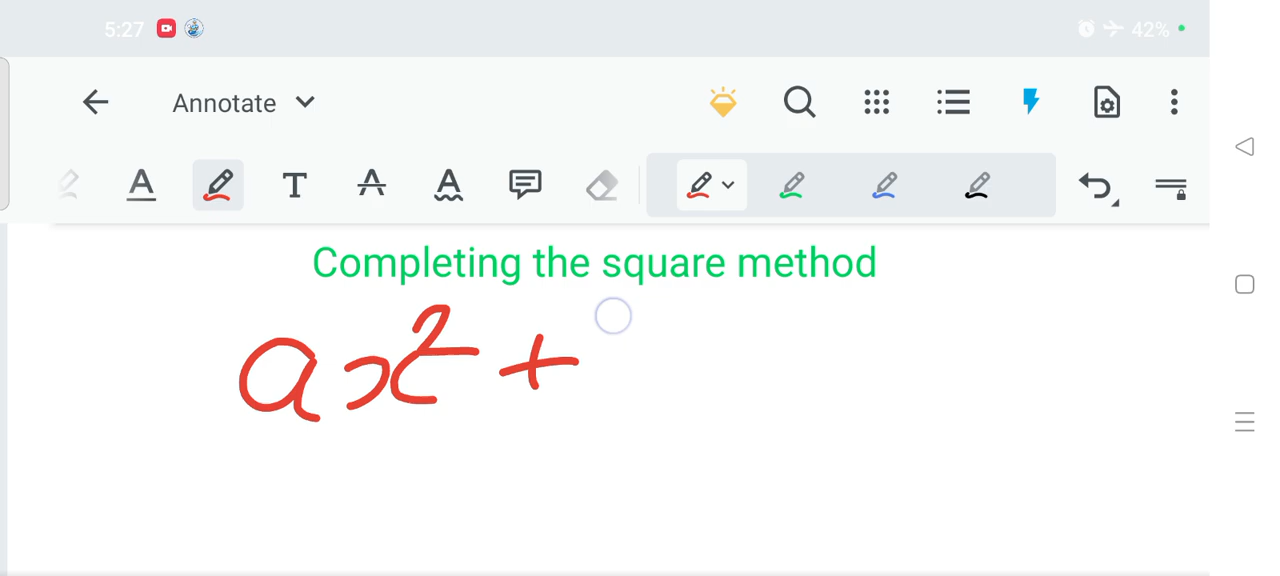 5:27 42%
Annotate
A T A A
Completing the square method
ax² +